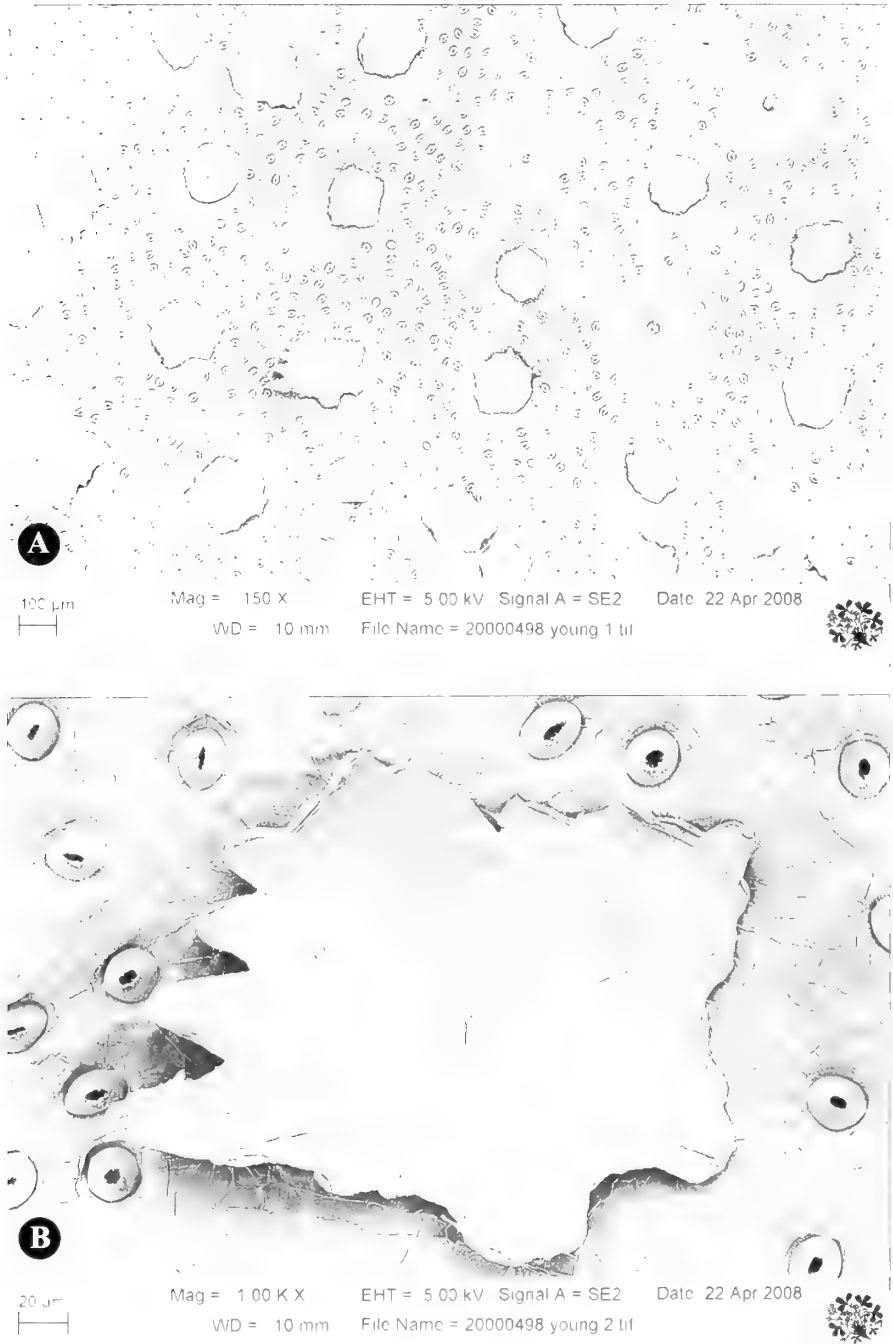 A
100 µm
Mag = 150 X EHT = 5 00 kV Signal A = SE2 Date 22 Apr 2008
WD = 10 mm File Name = 20000498 young 1 tif
B
20 µm
Mag = 1 00 K X EHT = 5 00 kV Signal A = SE2 Date 22 Apr 2008
WD = 10 mm File Name = 20000498 young 2 tif